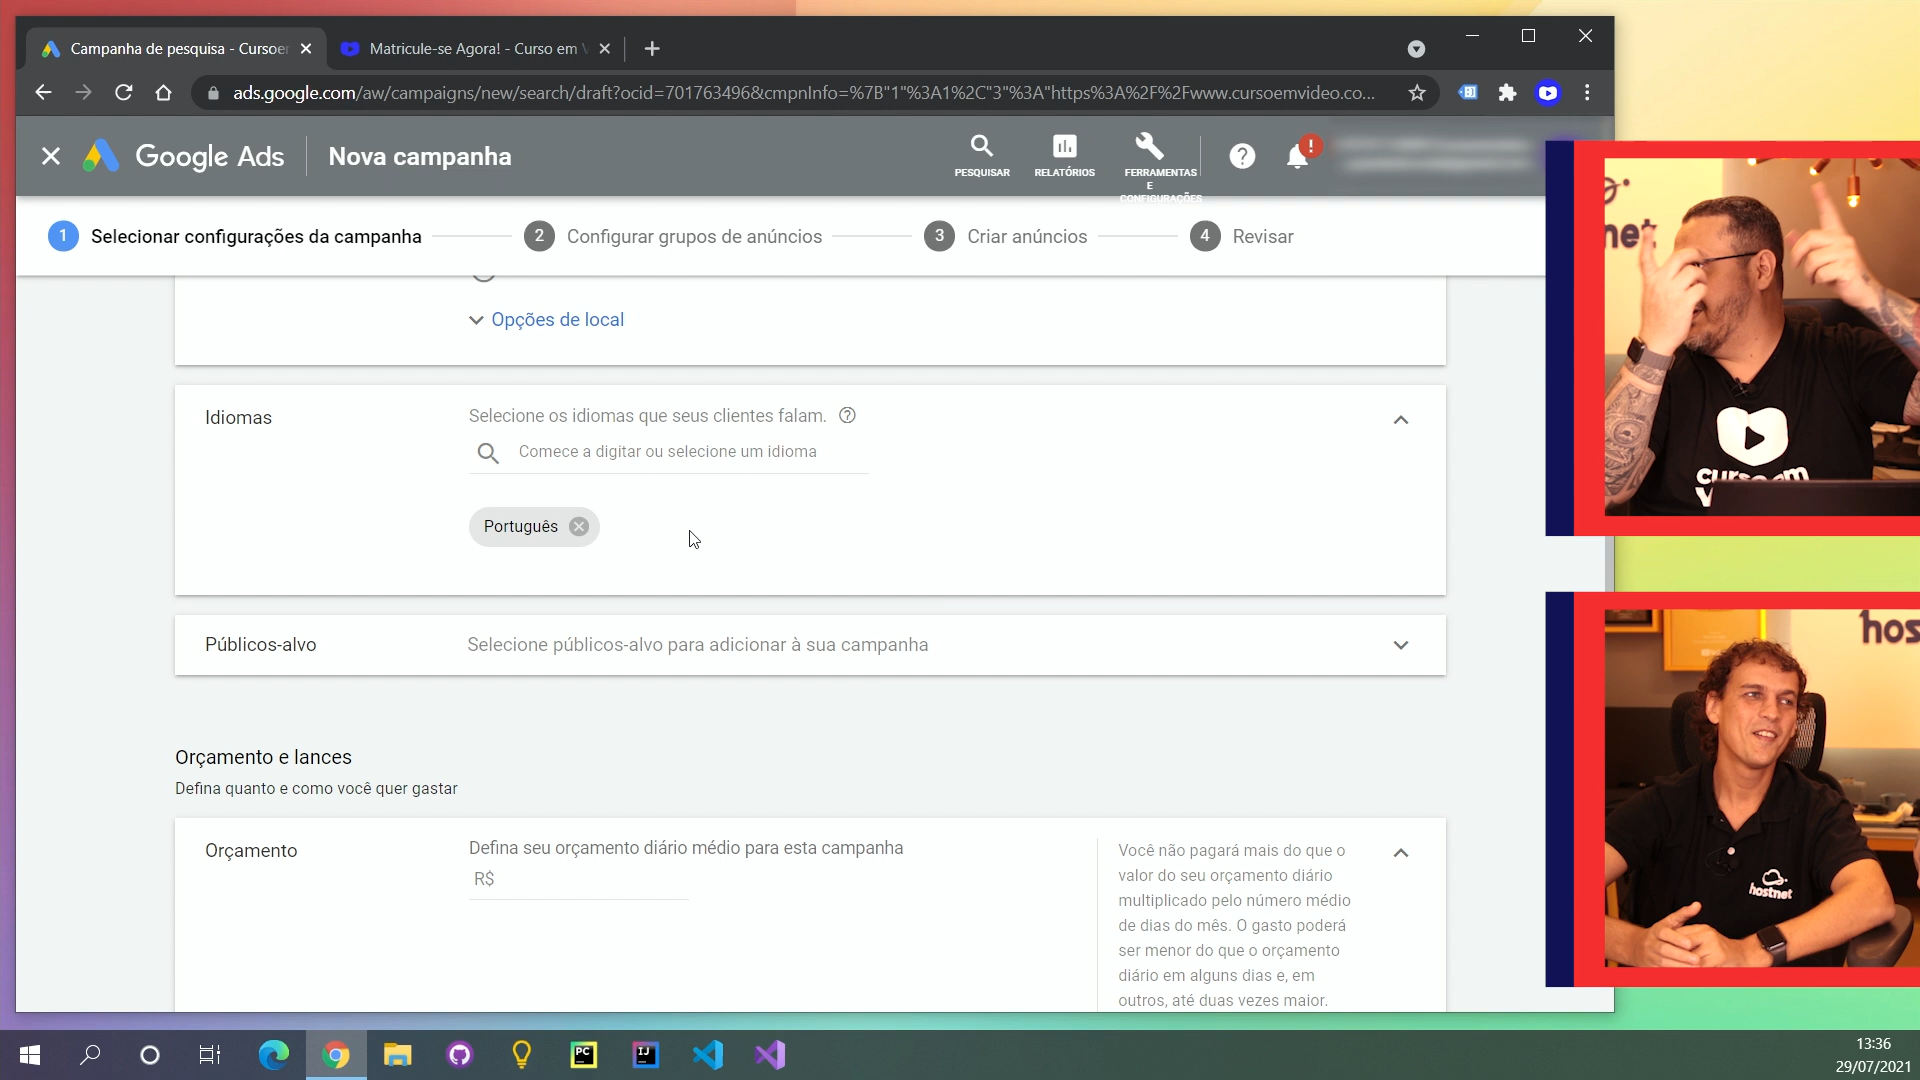 Campanha de pesquisa - Cursoer
Matricule-se Agora! - Curso em V
ads.google.com/aw/campaigns/new/search/draft?ocid=701763496&cmpnInfo=%7B"1"%3A1%2C"3"%3A"https%3A%2F%2Fwww.cursoemvideo.co...
Google Ads
Nova campanha
PESQUISAR
RELATÓRIOS
FERRAMENTAS
E
CONFIGURAÇÕES
1 Selecionar configurações da campanha
2 Configurar grupos de anúncios
3 Criar anúncios
4 Revisar
Opções de local
Idiomas
Selecione os idiomas que seus clientes falam.
Comece a digitar ou selecione um idioma
Português
Públicos-alvo
Selecione públicos-alvo para adicionar à sua campanha
Orçamento e lances
Defina quanto e como você quer gastar
Orçamento
Defina seu orçamento diário médio para esta campanha
R$
Você não pagará mais do que o
valor do seu orçamento diário
multiplicado pelo número médio
de dias do mês. O gasto poderá
ser menor do que o orçamento
diário em alguns dias e, em
outros, até duas vezes maior.
net
curso em
V
hos
hostnet
PC
IJ
13:36
29/07/2021